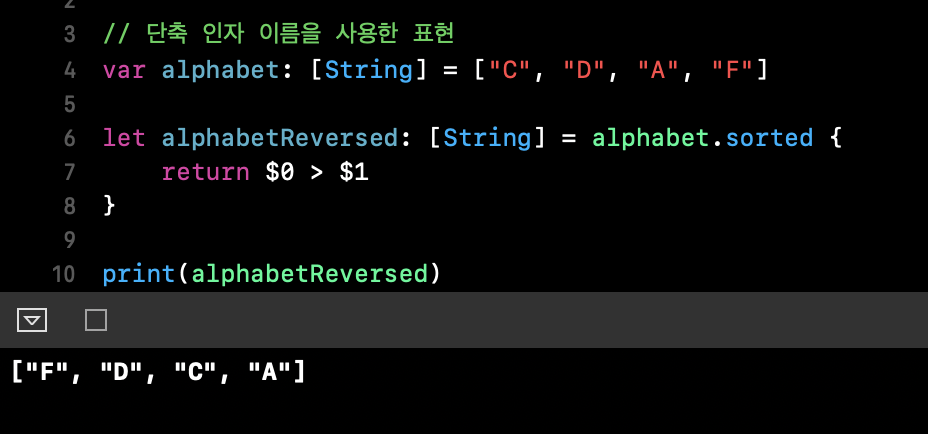 2
3 // 단축 인자 이름을 사용한 표현
4 var alphabet: [String] = ["C", "D", "A", "F"]
5
6 let alphabetReversed: [String] = alphabet.sorted {
7     return $0 > $1
8 }
9
10 print(alphabetReversed)
["F", "D", "C", "A"]